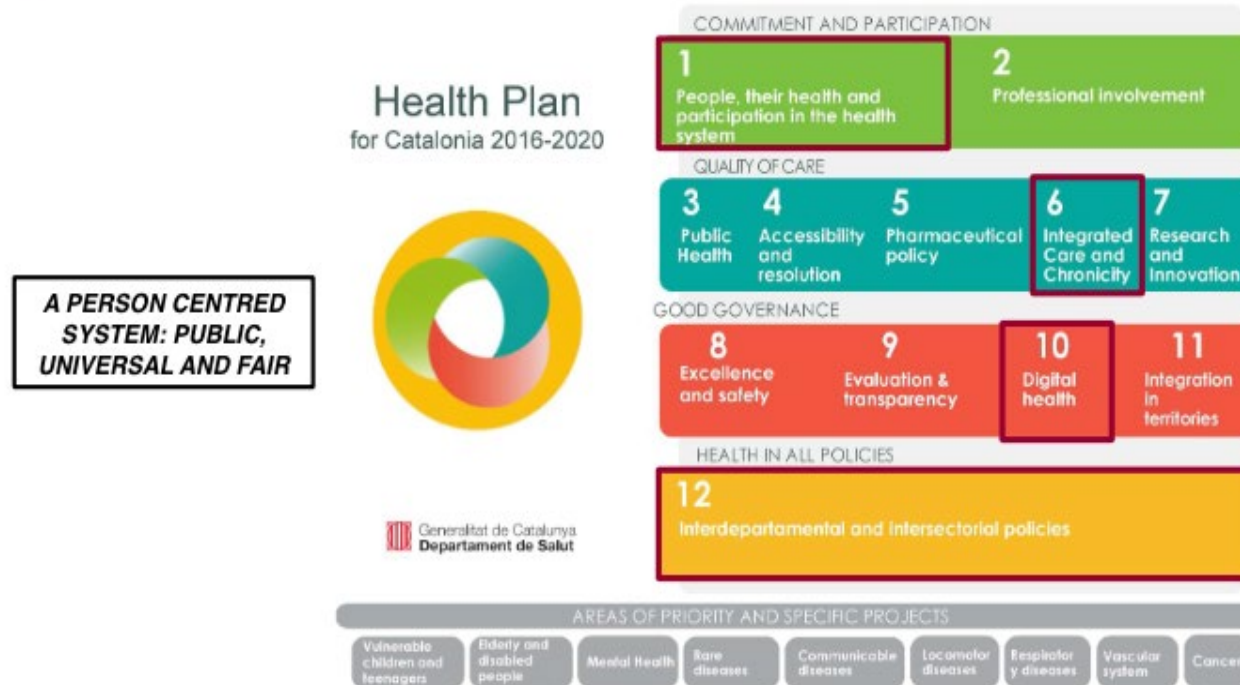 Health Plan
for Catalonia 2016-2020
A PERSON CENTRED
SYSTEM: PUBLIC,
UNIVERSAL AND FAIR
Generalitat de Catalunya
Departament de Salut
COMMITMENT AND PARTICIPATION
1
People, their health and
participation in the health
system
2
Professional involvement
QUALITY OF CARE
3
Public
Health
4
Accessibility
and
resolution
5
Pharmaceutical
policy
6
Integrated
Care and
Chronicity
7
Research
and
Innovation
GOOD GOVERNANCE
8
Excellence
and safety
9
Evaluation &
transparency
10
Digital
health
11
Integration
in
territories
HEALTH IN ALL POLICIES
12
Interdepartamental and intersectorial policies
AREAS OF PRIORITY AND SPECIFIC PROJECTS
Vulnerable
children and
teenagers
Elderly and
disabled
people
Mental Health
Rare
diseases
Communicable
diseases
Locomotor
diseases
Respirator
y diseases
Vascular
system
Cancer